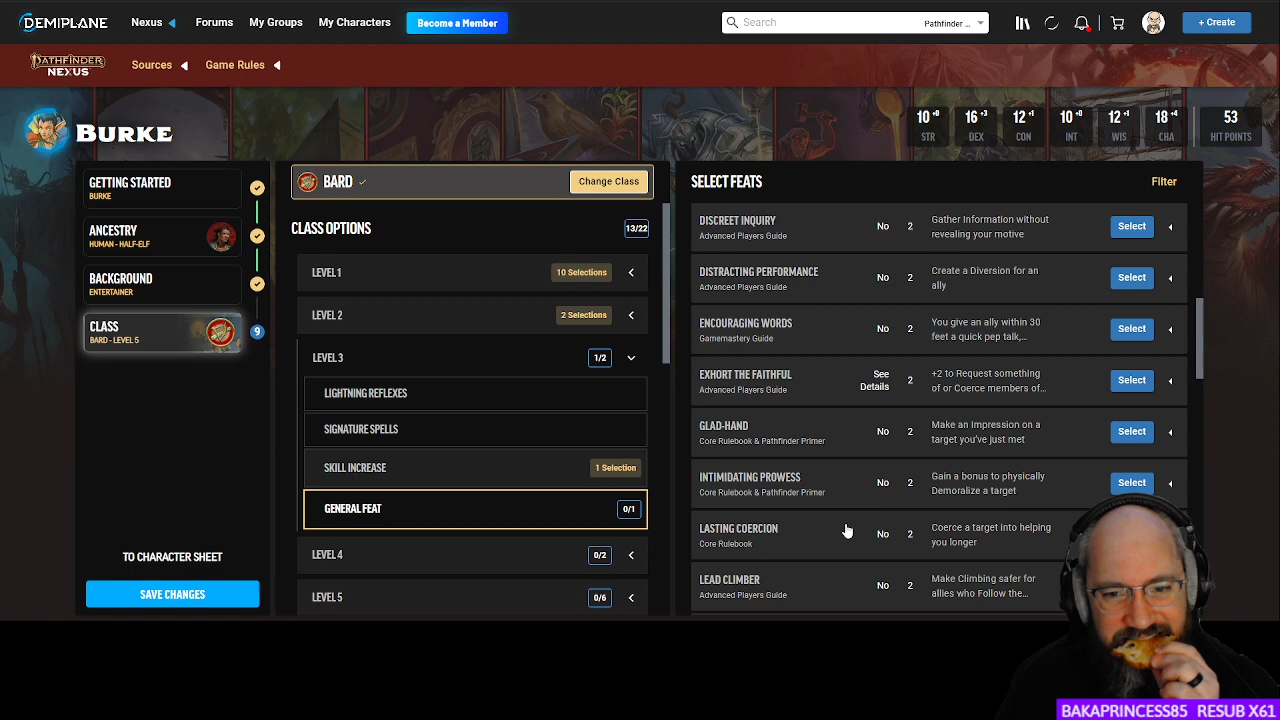 DEMIPLANE
Nexus
Forums
My Groups
My Characters
Become a Member
Search
Pathfinder ...
+ Create
PATHFINDER
NEXUS
Sources
Game Rules
BURKE
10 +0
STR
16 +3
DEX
12 +1
CON
10 +0
INT
12 +1
WIS
18 +4
CHA
53
HIT POINTS
GETTING STARTED
BURKE
ANCESTRY
HUMAN - HALF-ELF
BACKGROUND
ENTERTAINER
CLASS
BARD - LEVEL 5
9
TO CHARACTER SHEET
SAVE CHANGES
BARD
Change Class
CLASS OPTIONS
13/22
LEVEL 1
10 Selections
LEVEL 2
2 Selections
LEVEL 3
1/2
LIGHTNING REFLEXES
SIGNATURE SPELLS
SKILL INCREASE
1 Selection
GENERAL FEAT
0/1
LEVEL 4
0/2
LEVEL 5
0/6
SELECT FEATS
Filter
DISCREET INQUIRY
Advanced Players Guide
No
2
Gather Information without
revealing your motive
Select
DISTRACTING PERFORMANCE
Advanced Players Guide
No
2
Create a Diversion for an
ally
Select
ENCOURAGING WORDS
Gamemastery Guide
No
2
You give an ally within 30
feet a quick pep talk,...
Select
EXHORT THE FAITHFUL
Advanced Players Guide
See
Details
2
+2 to Request something
of or Coerce members of...
Select
GLAD-HAND
Core Rulebook & Pathfinder Primer
No
2
Make an Impression on a
target you've just met
Select
INTIMIDATING PROWESS
Core Rulebook & Pathfinder Primer
No
2
Gain a bonus to physically
Demoralize a target
Select
LASTING COERCION
Core Rulebook
No
2
Coerce a target into helping
you longer
LEAD CLIMBER
Advanced Players Guide
No
2
Make Climbing safer for
allies who Follow the...
BAKAPRINCESS85 RESUB X61